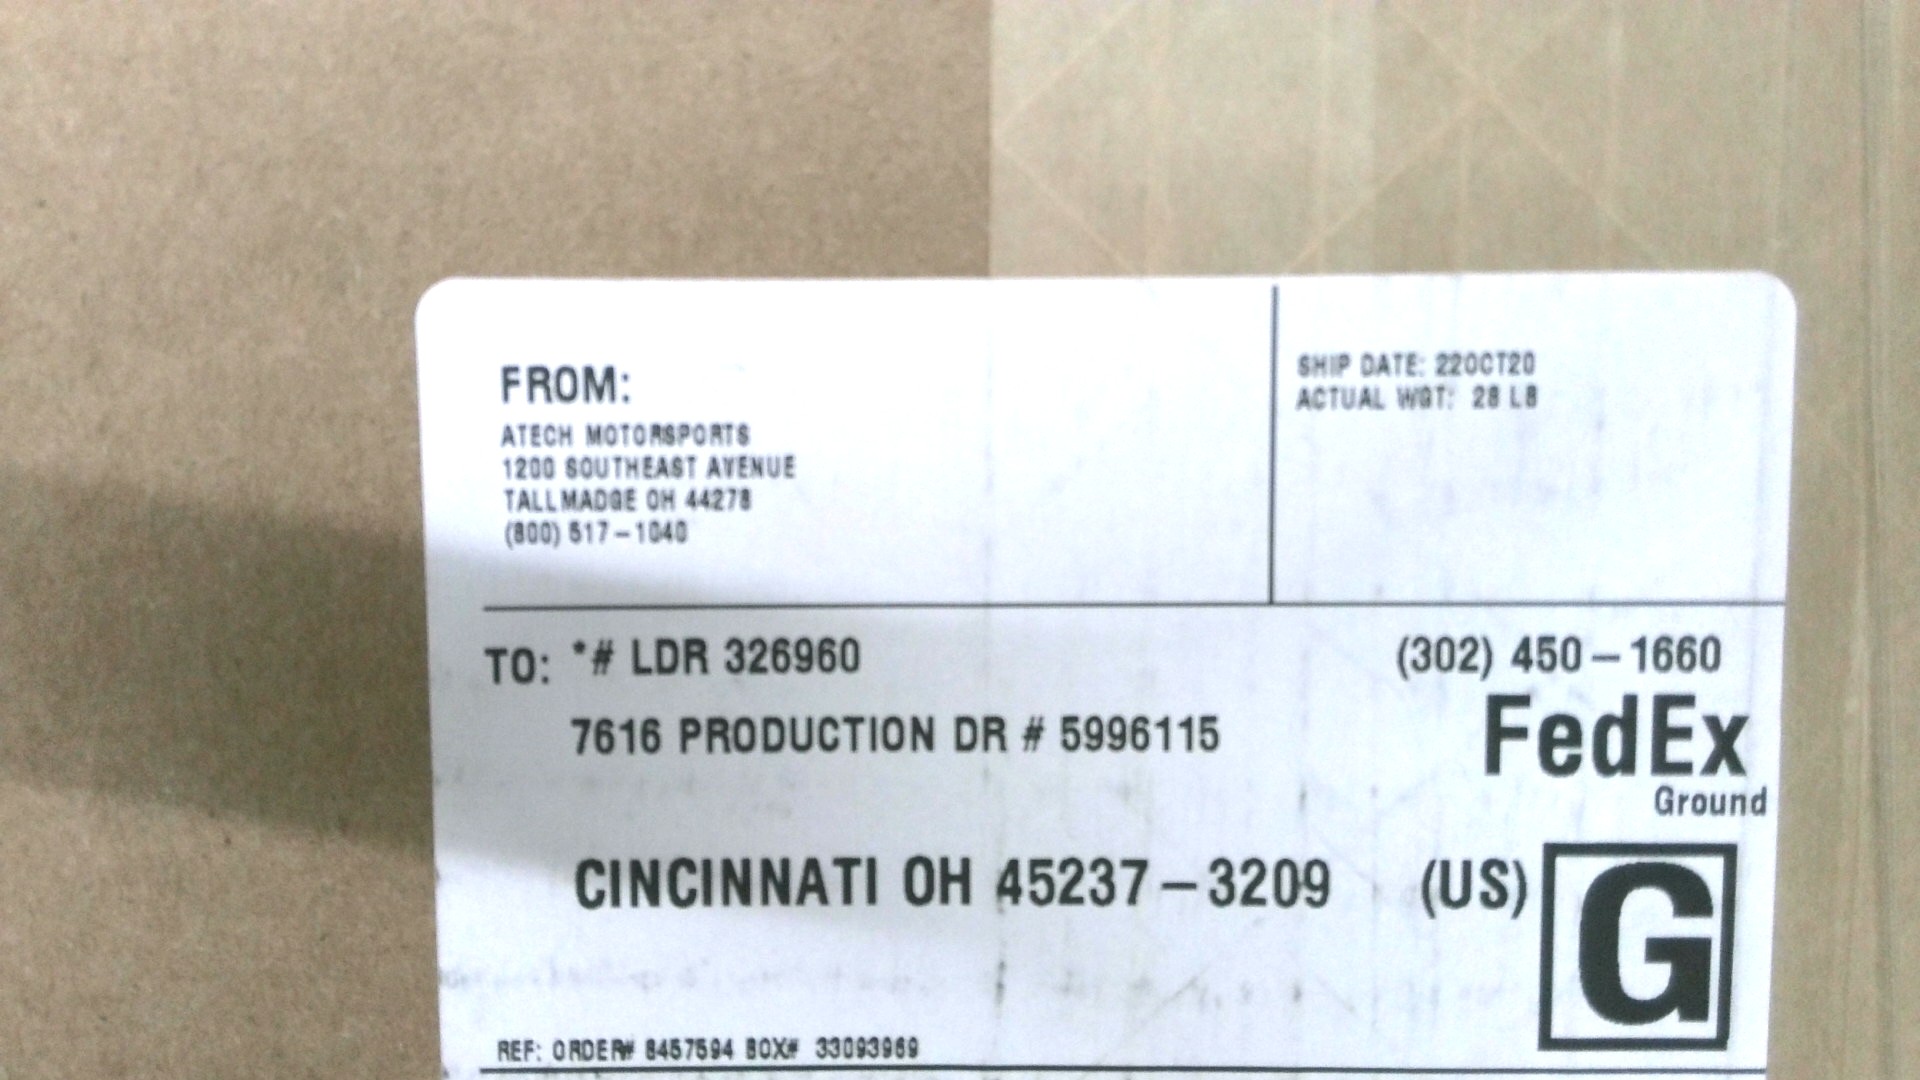 FROM:
ATECH MOTORSPORTS
1200 SOUTHEAST AVENUE
TALLMADGE OH 44278
(800) 517-1040
SHIP DATE: 22OCT20
ACTUAL WGT: 28 LB
TO: *# LDR 326960
(302) 450-1660
7616 PRODUCTION DR # 5996115
FedEx
Ground
CINCINNATI OH 45237-3209 (US)
G
REF: ORDER# 8457594 BOX# 33093969